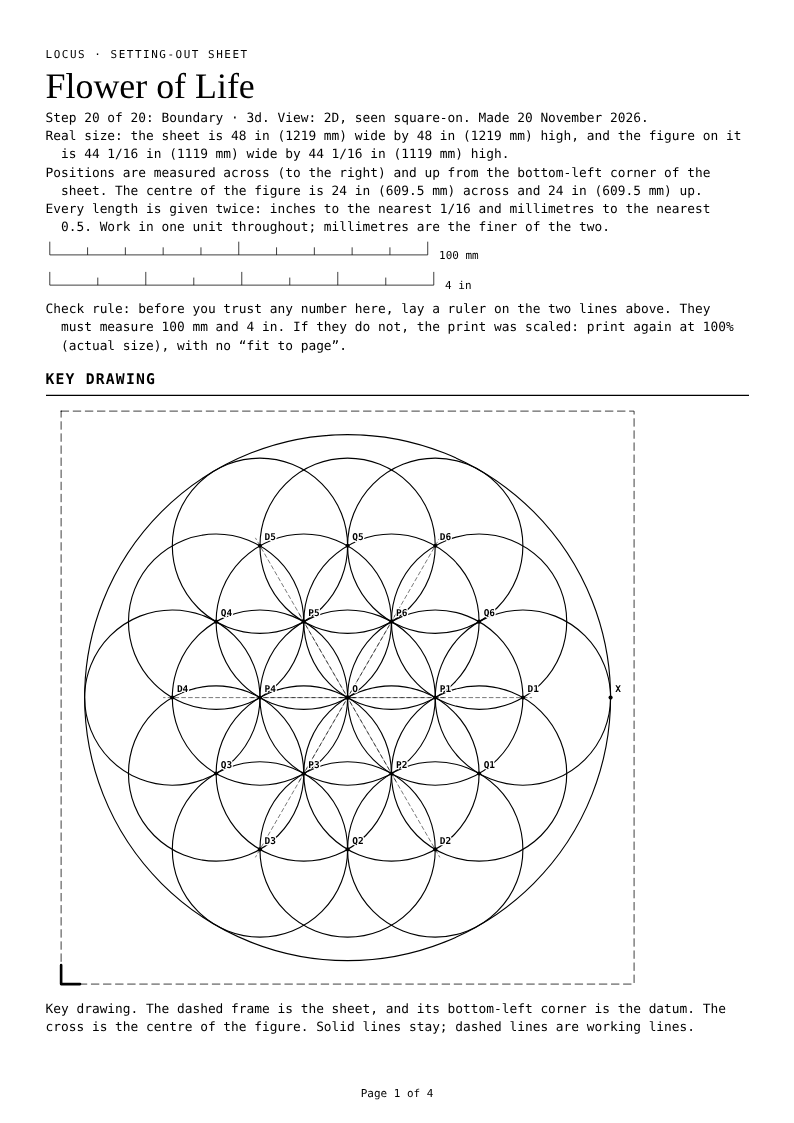 LOCUS · SETTING-OUT SHEET
Flower of Life
Step 20 of 20: Boundary · 3d. View: 2D, seen square-on. Made 20 November 2026.
Real size: the sheet is 48 in (1219 mm) wide by 48 in (1219 mm) high, and the figure on it
is 44 1/16 in (1119 mm) wide by 44 1/16 in (1119 mm) high.
Positions are measured across (to the right) and up from the bottom-left corner of the
sheet. The centre of the figure is 24 in (609.5 mm) across and 24 in (609.5 mm) up.
Every length is given twice: inches to the nearest 1/16 and millimetres to the nearest
0.5. Work in one unit throughout; millimetres are the finer of the two.
100 mm
4 in
Check rule: before you trust any number here, lay a ruler on the two lines above. They
must measure 100 mm and 4 in. If they do not, the print was scaled: print again at 100%
(actual size), with no “fit to page”.
KEY DRAWING
D5 Q5 D6
Q4 P5 P6 Q6
D4 P4 O P1 D1 X
Q3 P3 P2 Q1
D3 Q2 D2
Key drawing. The dashed frame is the sheet, and its bottom-left corner is the datum. The
cross is the centre of the figure. Solid lines stay; dashed lines are working lines.
Page 1 of 4